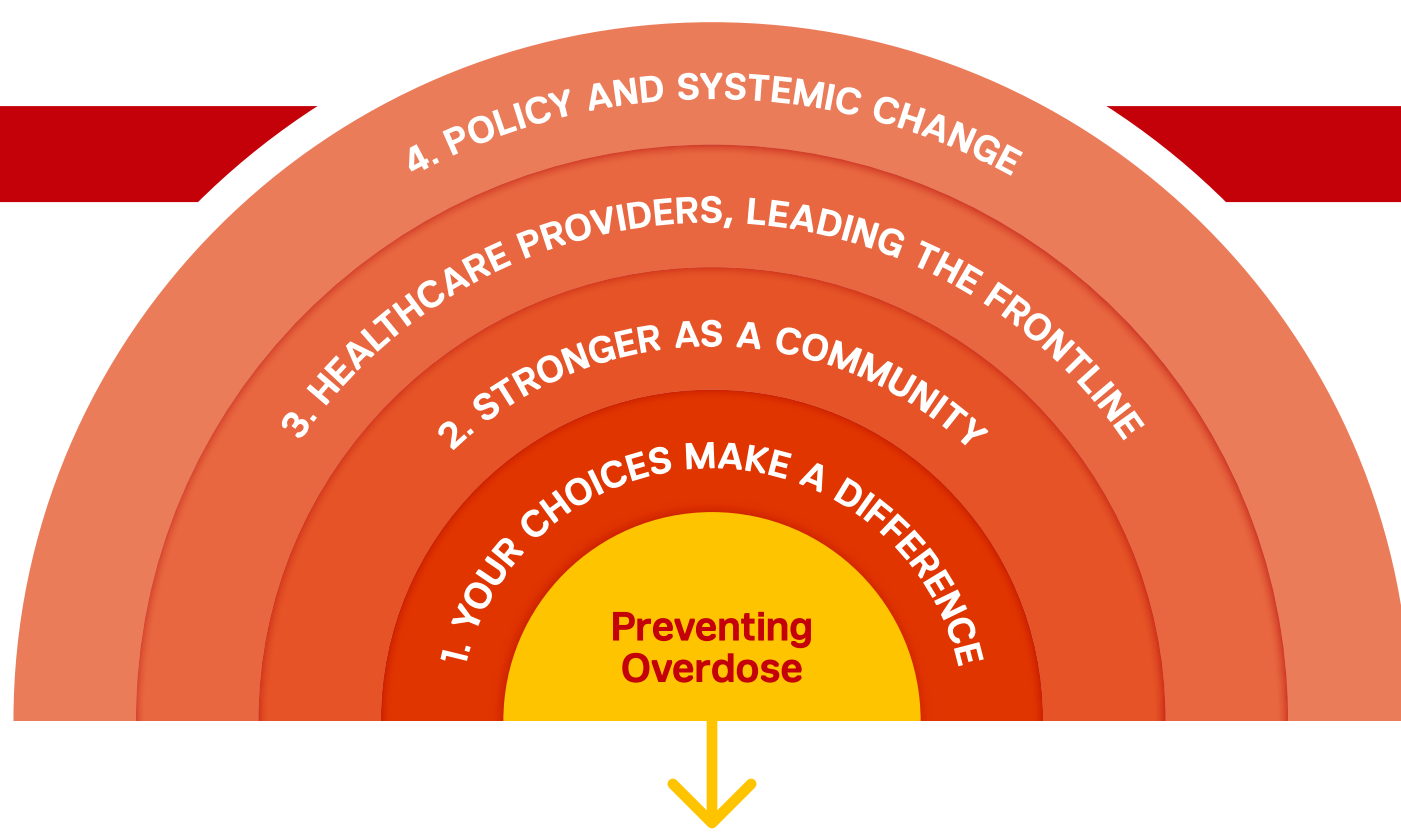 4. POLICY AND SYSTEMIC CHANGE
3. HEALTHCARE PROVIDERS, LEADING THE FRONTLINE
2. STRONGER AS A COMMUNITY
1. YOUR CHOICES MAKE A DIFFERENCE
Preventing
Overdose